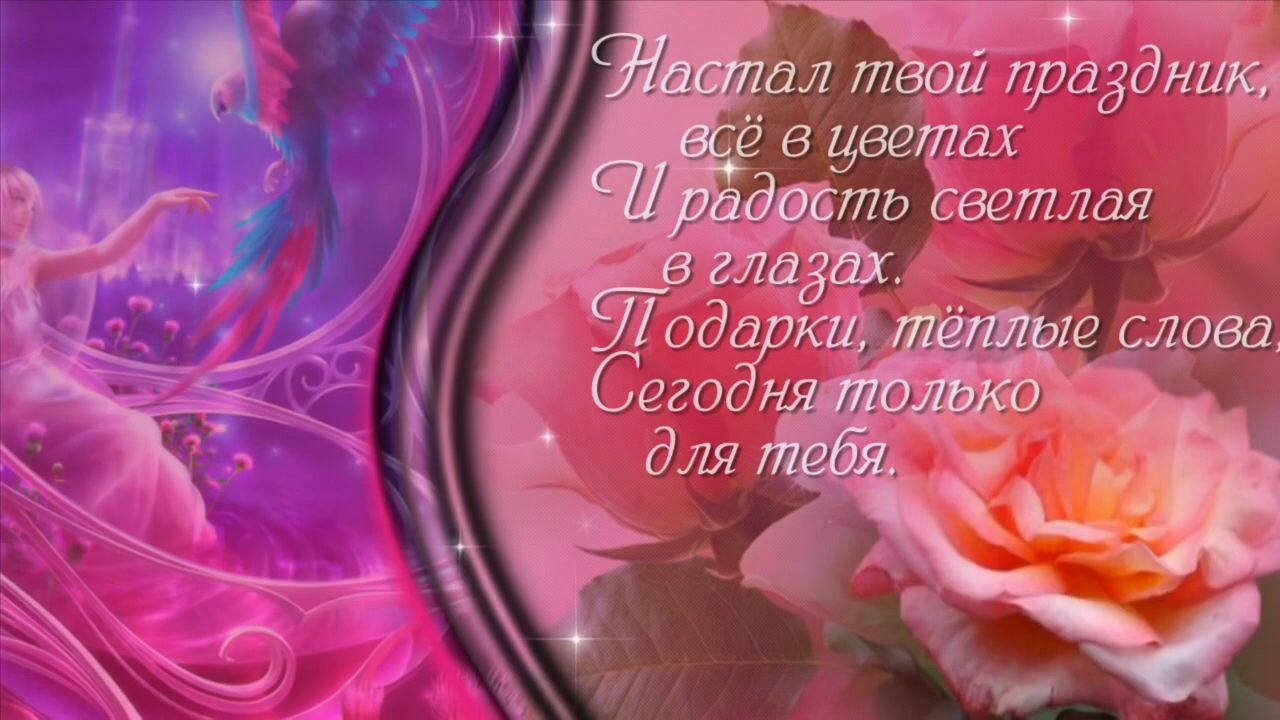 Настал твой праздник,
всё в цветах
И радость светлая
в глазах.
Подарки, тёплые слова,
Сегодня только
для тебя.